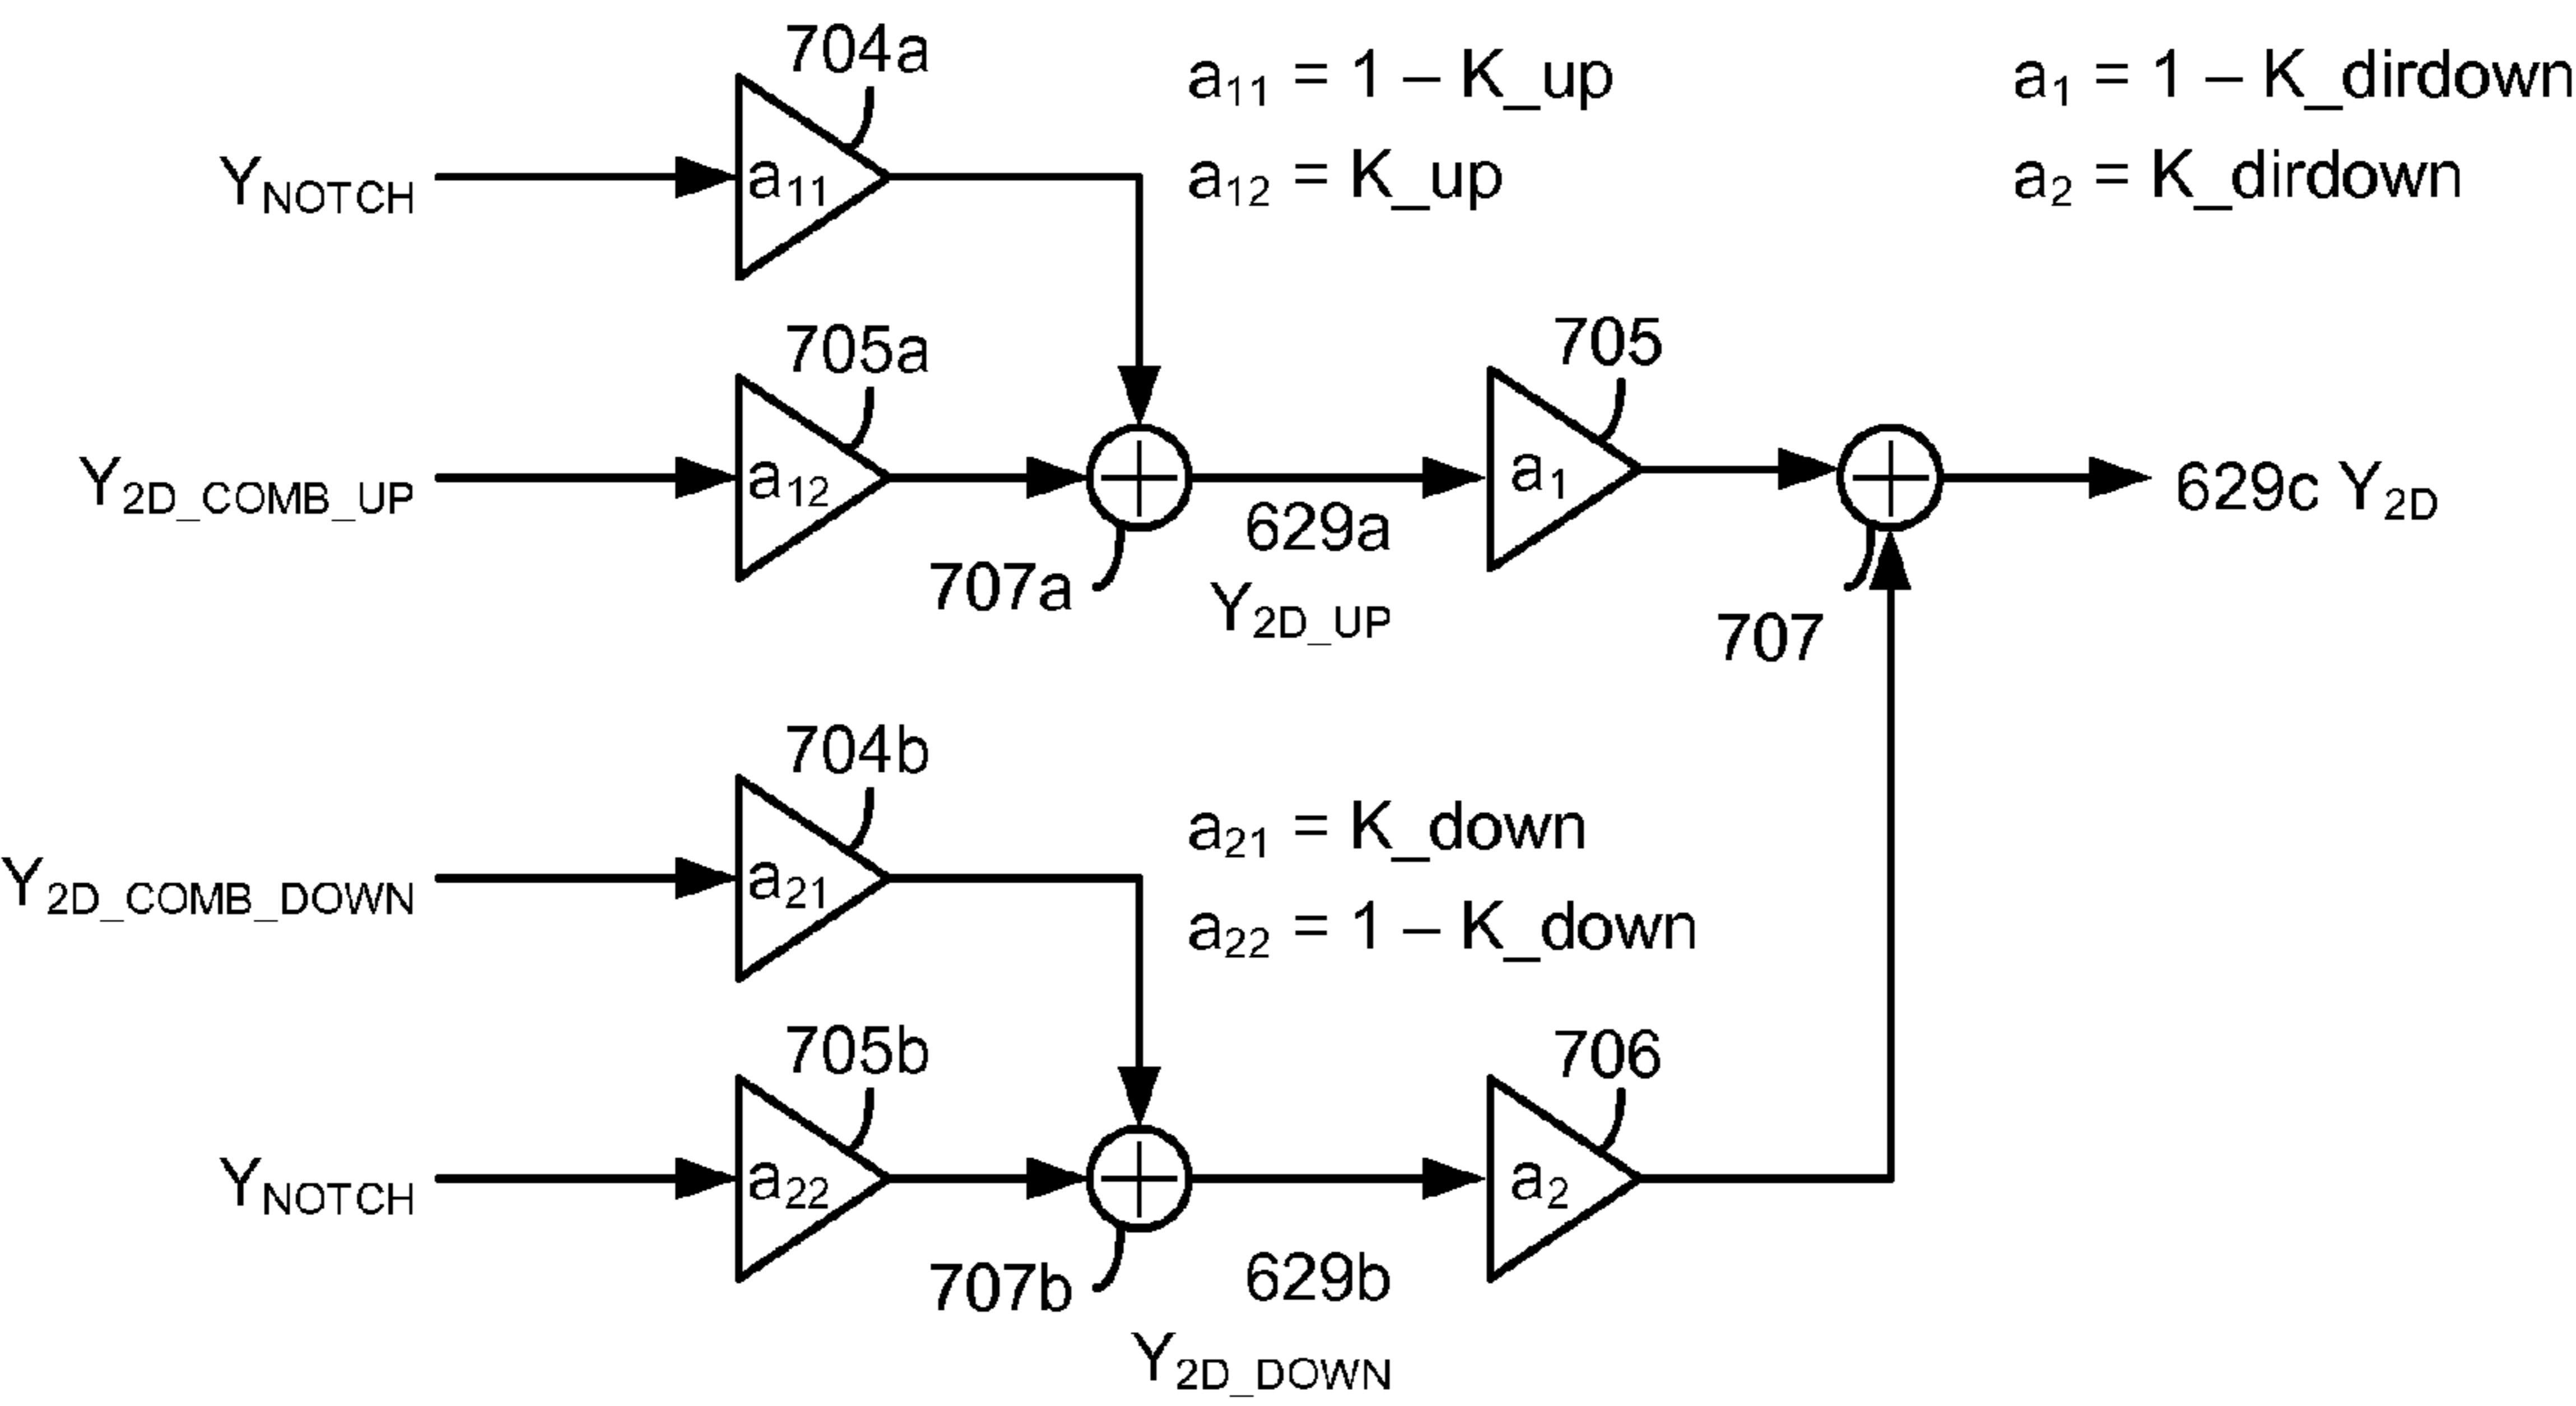 704a
a₁₁ = 1 – K_up
a₁ = 1 – K_dirdown
Y_NOTCH
a₁₁
a₁₂ = K_up
a₂ = K_dirdown
705a
705
Y_2D_COMB_UP
a₁₂
a₁
629c Y_2D
629a
707a
Y_2D_UP
707
704b
a₂₁ = K_down
Y_2D_COMB_DOWN
a₂₁
a₂₂ = 1 – K_down
705b
706
Y_NOTCH
a₂₂
a₂
707b
629b
Y_2D_DOWN